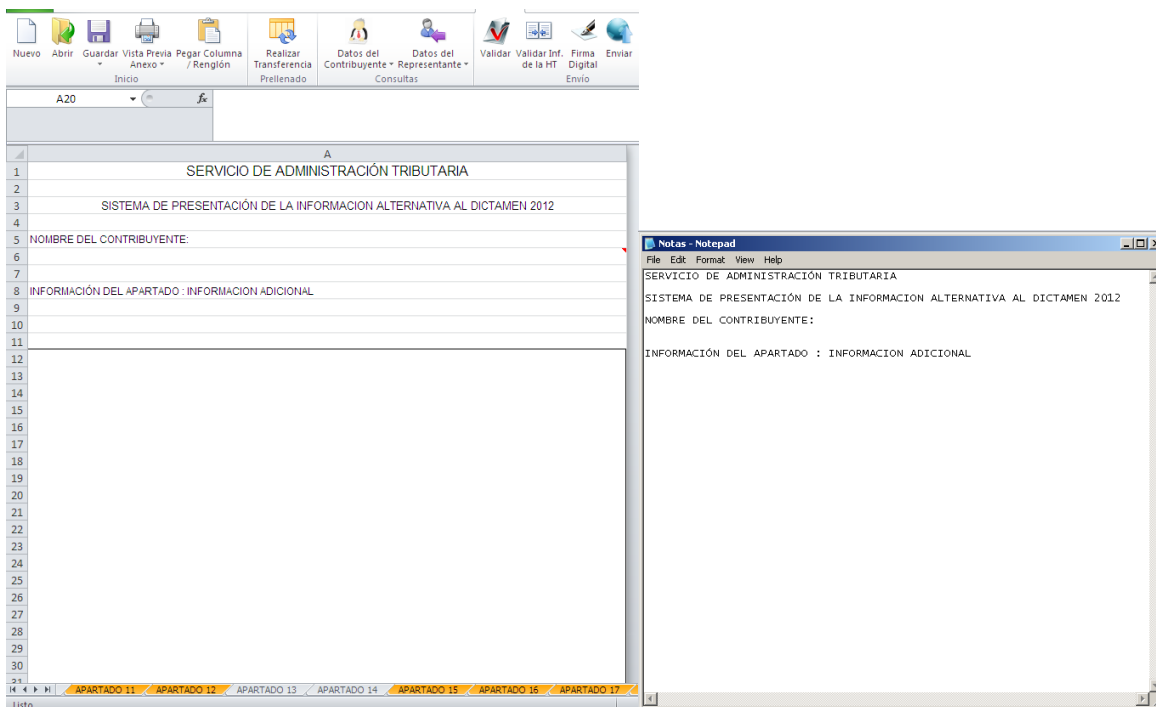 Nuevo Abrir Guardar Vista Previa Anexo Pegar Columna / Renglón Realizar Transferencia Datos del Contribuyente Datos del Representante Validar Validar Inf. de la HT Firma Digital Enviar
Inicio Prellenado Consultas Envío
A20 fx
A
1 SERVICIO DE ADMINISTRACIÓN TRIBUTARIA
2
3 SISTEMA DE PRESENTACIÓN DE LA INFORMACION ALTERNATIVA AL DICTAMEN 2012
4
5 NOMBRE DEL CONTRIBUYENTE:
6
7
8 INFORMACIÓN DEL APARTADO : INFORMACION ADICIONAL
9
10
11
12
13
14
15
16
17
18
19
20
21
22
23
24
25
26
27
28
29
30
31
APARTADO 11 APARTADO 12 APARTADO 13 APARTADO 14 APARTADO 15 APARTADO 16 APARTADO 17
Listo
Notas - Notepad
File Edit Format View Help
SERVICIO DE ADMINISTRACIÓN TRIBUTARIA
SISTEMA DE PRESENTACIÓN DE LA INFORMACION ALTERNATIVA AL DICTAMEN 2012
NOMBRE DEL CONTRIBUYENTE:
INFORMACIÓN DEL APARTADO : INFORMACION ADICIONAL